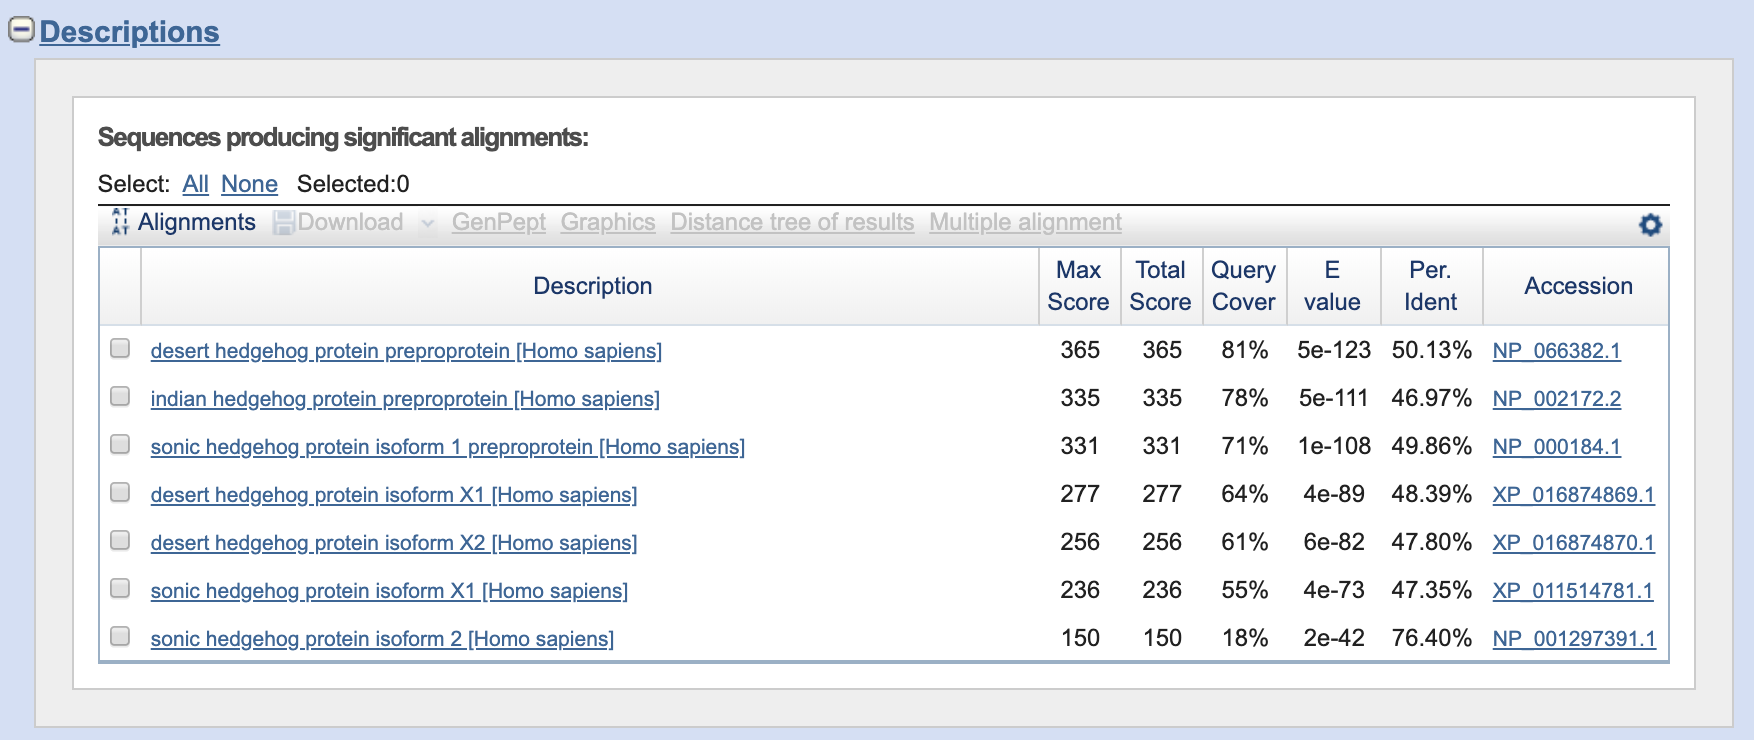 Descriptions
Sequences producing significant alignments:
Select: All None Selected:0
Alignments Download GenPept Graphics Distance tree of results Multiple alignment
Description Max Score Total Score Query Cover E value Per. Ident Accession
desert hedgehog protein preproprotein [Homo sapiens] 365 365 81% 5e-123 50.13% NP_066382.1
indian hedgehog protein preproprotein [Homo sapiens] 335 335 78% 5e-111 46.97% NP_002172.2
sonic hedgehog protein isoform 1 preproprotein [Homo sapiens] 331 331 71% 1e-108 49.86% NP_000184.1
desert hedgehog protein isoform X1 [Homo sapiens] 277 277 64% 4e-89 48.39% XP_016874869.1
desert hedgehog protein isoform X2 [Homo sapiens] 256 256 61% 6e-82 47.80% XP_016874870.1
sonic hedgehog protein isoform X1 [Homo sapiens] 236 236 55% 4e-73 47.35% XP_011514781.1
sonic hedgehog protein isoform 2 [Homo sapiens] 150 150 18% 2e-42 76.40% NP_001297391.1